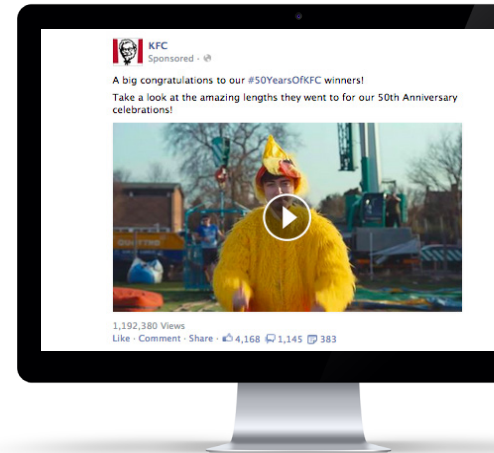 KFC
Sponsored ·
A big congratulations to our #50YearsOfKFC winners!
Take a look at the amazing lengths they went to for our 50th Anniversary
celebrations!
1,192,380 Views
Like · Comment · Share · 4,168 1,145 383